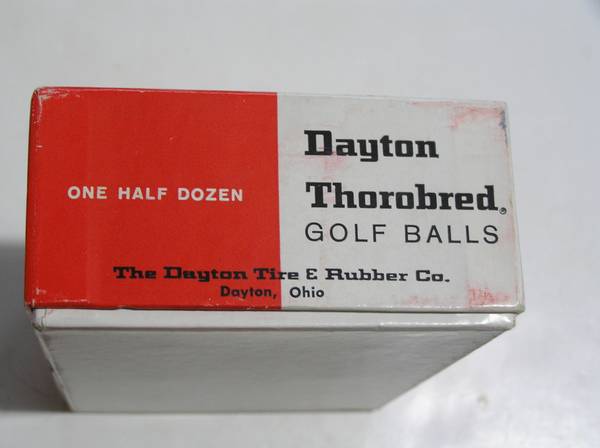 ONE HALF DOZEN
Dayton
Thorobred®
GOLF BALLS
The Dayton Tire & Rubber Co.
Dayton, Ohio